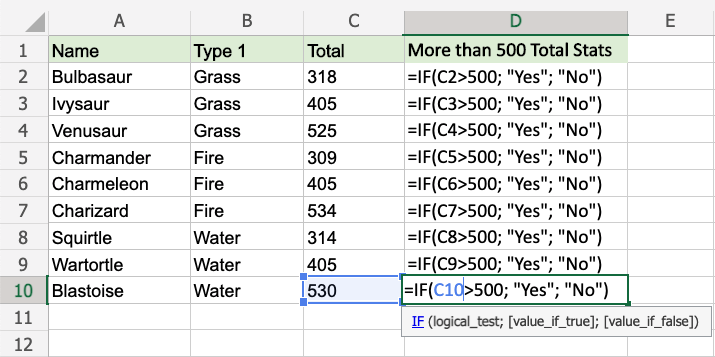 A B C D E
1 Name Type 1 Total More than 500 Total Stats
2 Bulbasaur Grass 318 =IF(C2>500; "Yes"; "No")
3 Ivysaur Grass 405 =IF(C3>500; "Yes"; "No")
4 Venusaur Grass 525 =IF(C4>500; "Yes"; "No")
5 Charmander Fire 309 =IF(C5>500; "Yes"; "No")
6 Charmeleon Fire 405 =IF(C6>500; "Yes"; "No")
7 Charizard Fire 534 =IF(C7>500; "Yes"; "No")
8 Squirtle Water 314 =IF(C8>500; "Yes"; "No")
9 Wartortle Water 405 =IF(C9>500; "Yes"; "No")
10 Blastoise Water 530 =IF(C10>500; "Yes"; "No")
11 IF (logical_test; [value_if_true]; [value_if_false])
12